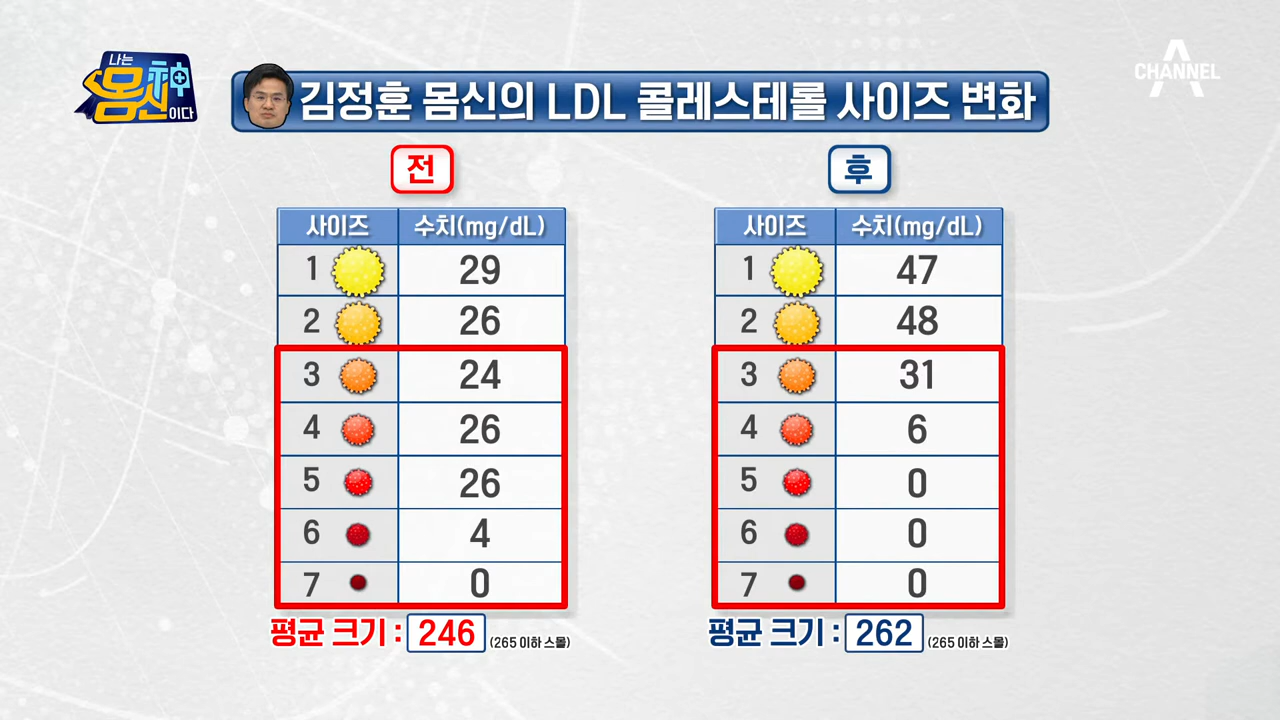 나는
몸神
신이다
CHANNEL A
김정훈 몸신의 LDL 콜레스테롤 사이즈 변화
전
사이즈 수치(mg/dL)
1 29
2 26
3 24
4 26
5 26
6 4
7 0
평균 크기 : 246 (265 이하 스몰)
후
사이즈 수치(mg/dL)
1 47
2 48
3 31
4 6
5 0
6 0
7 0
평균 크기 : 262 (265 이하 스몰)